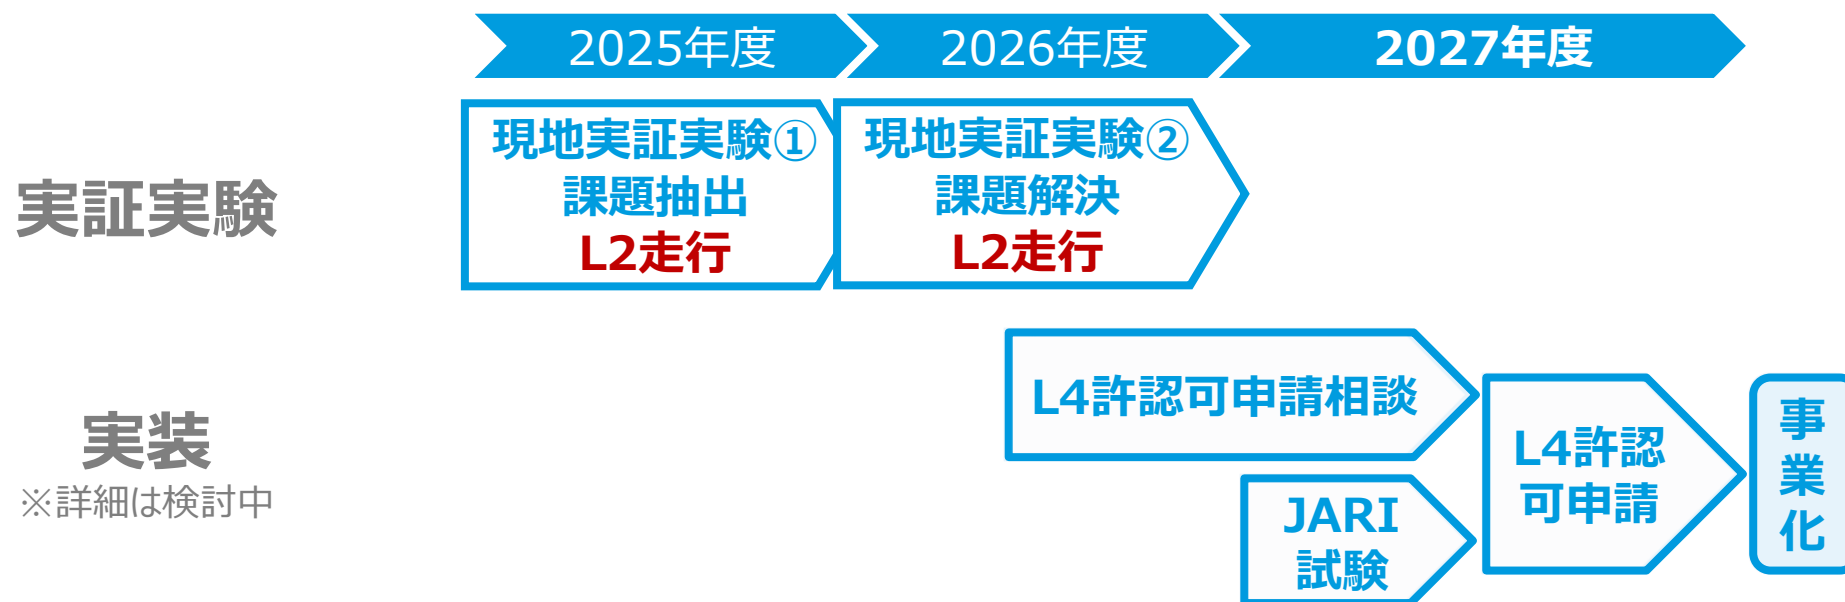 2025年度
2026年度
2027年度
実証実験
現地実証実験①
課題抽出
L2走行
現地実証実験②
課題解決
L2走行
実装
※詳細は検討中
L4許認可申請相談
JARI
試験
L4許認
可申請
事
業
化